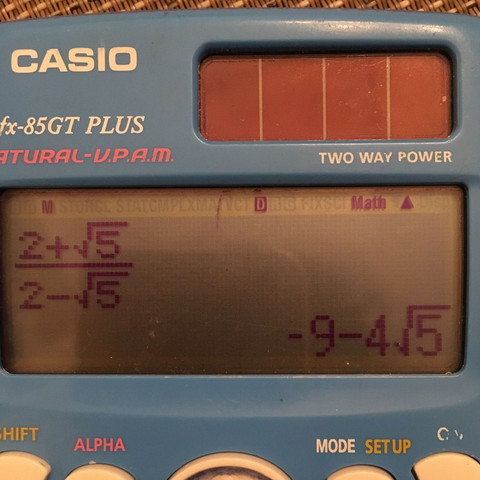 CASIO
fx-85GT PLUS
NATURAL-V.P.A.M.
TWO WAY POWER
M D Math ▲
2+√5
2−√5
-9−4√5
SHIFT
ALPHA
MODE SETUP